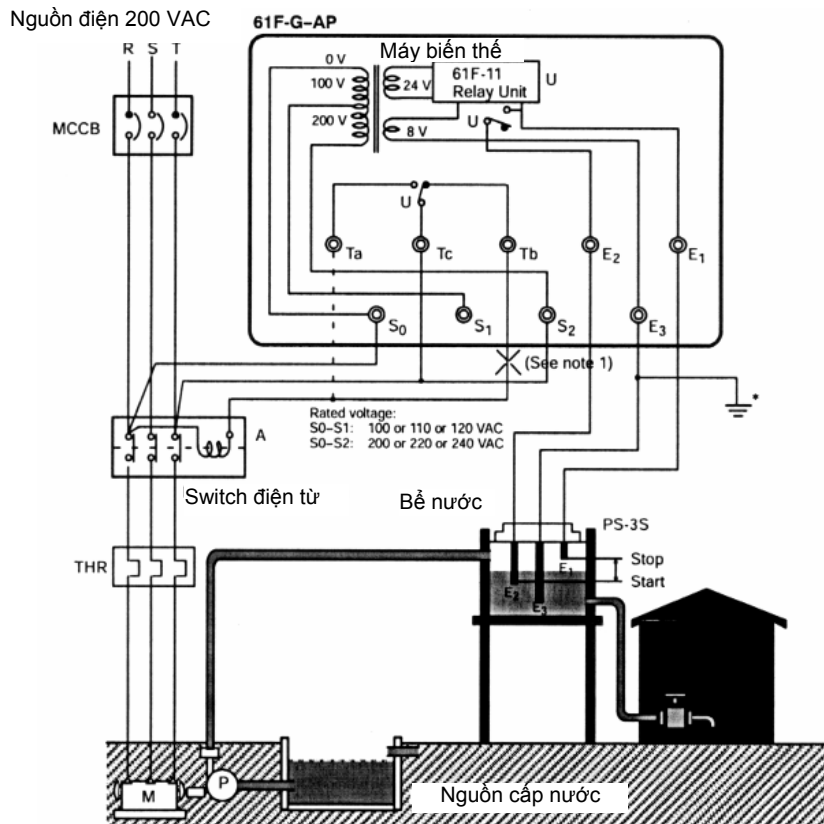 Nguồn điện 200 VAC
61F-G-AP
R S T
Máy biến thế
0 V
100 V
200 V
24 V
61F-11
Relay Unit
U
MCCB
8 V
U
U
Ta
Tc
Tb
E2
E1
S0
S1
S2
E3
(See note 1)
*
Rated voltage:
S0-S1: 100 or 110 or 120 VAC
S0-S2: 200 or 220 or 240 VAC
A
Switch điện từ
Bể nước
PS-3S
THR
Stop
Start
E1
E2
E3
M
P
Nguồn cấp nước